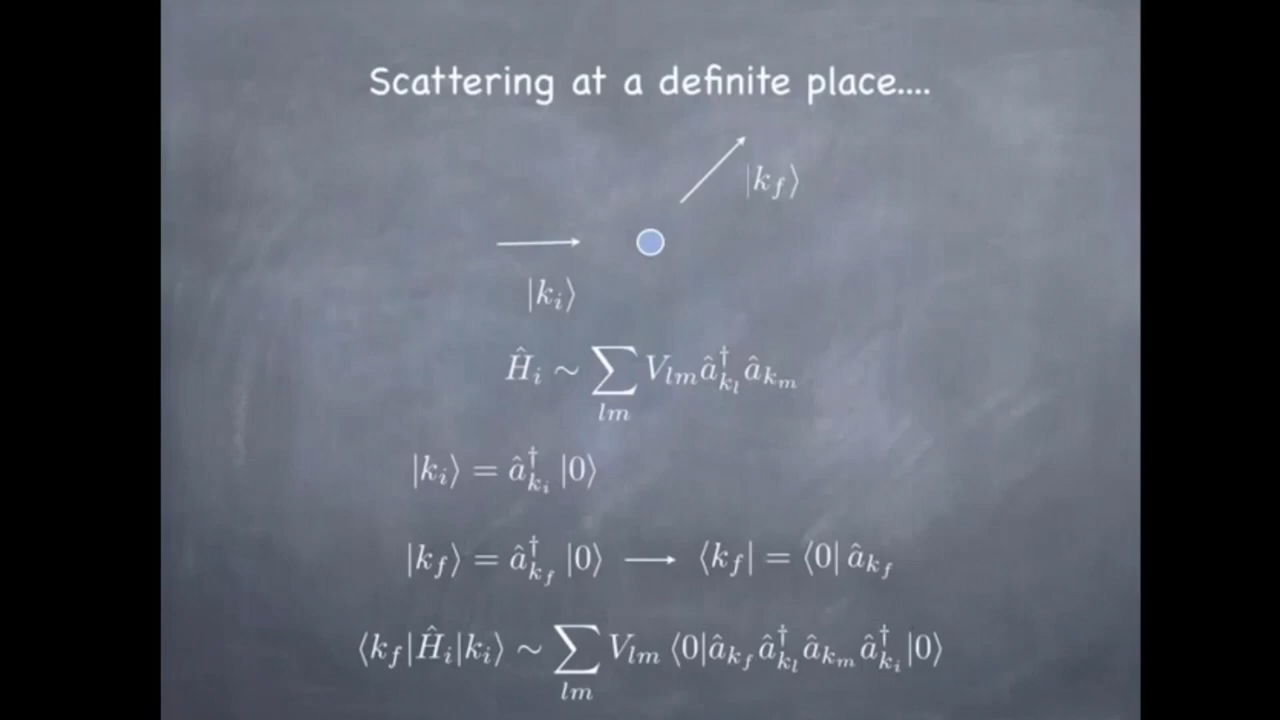 Scattering at a definite place....
|k_f⟩
|k_i⟩
Ĥ_i ∼ ∑_{lm} V_{lm} â†_{k_l} â_{k_m}
|k_i⟩ = â†_{k_i} |0⟩
|k_f⟩ = â†_{k_f} |0⟩ ⟶ ⟨k_f| = ⟨0| â_{k_f}
⟨k_f|Ĥ_i|k_i⟩ ∼ ∑_{lm} V_{lm} ⟨0|â_{k_f} â†_{k_l} â_{k_m} â†_{k_i}|0⟩